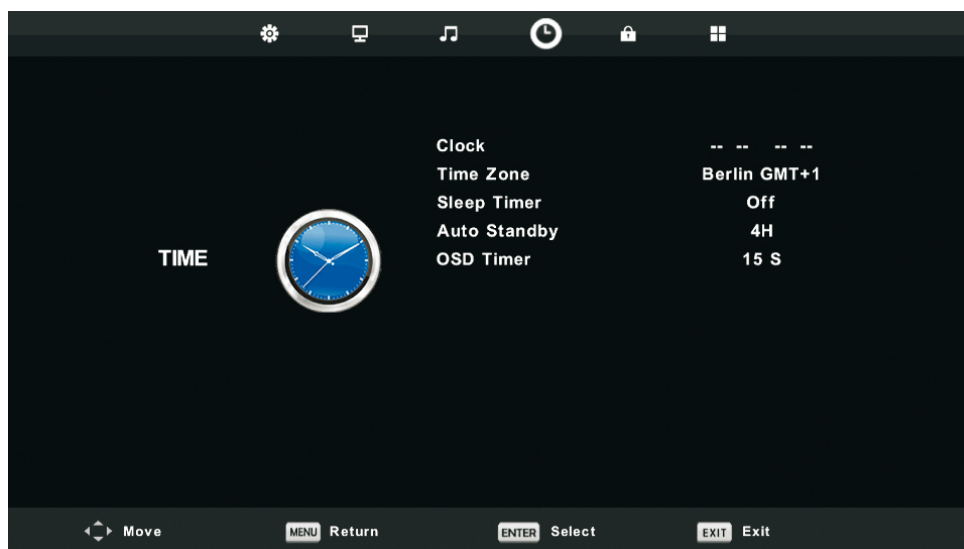 Clock -- -- -- --
Time Zone Berlin GMT+1
Sleep Timer Off
Auto Standby 4H
OSD Timer 15 S
TIME
Move MENU Return ENTER Select EXIT Exit